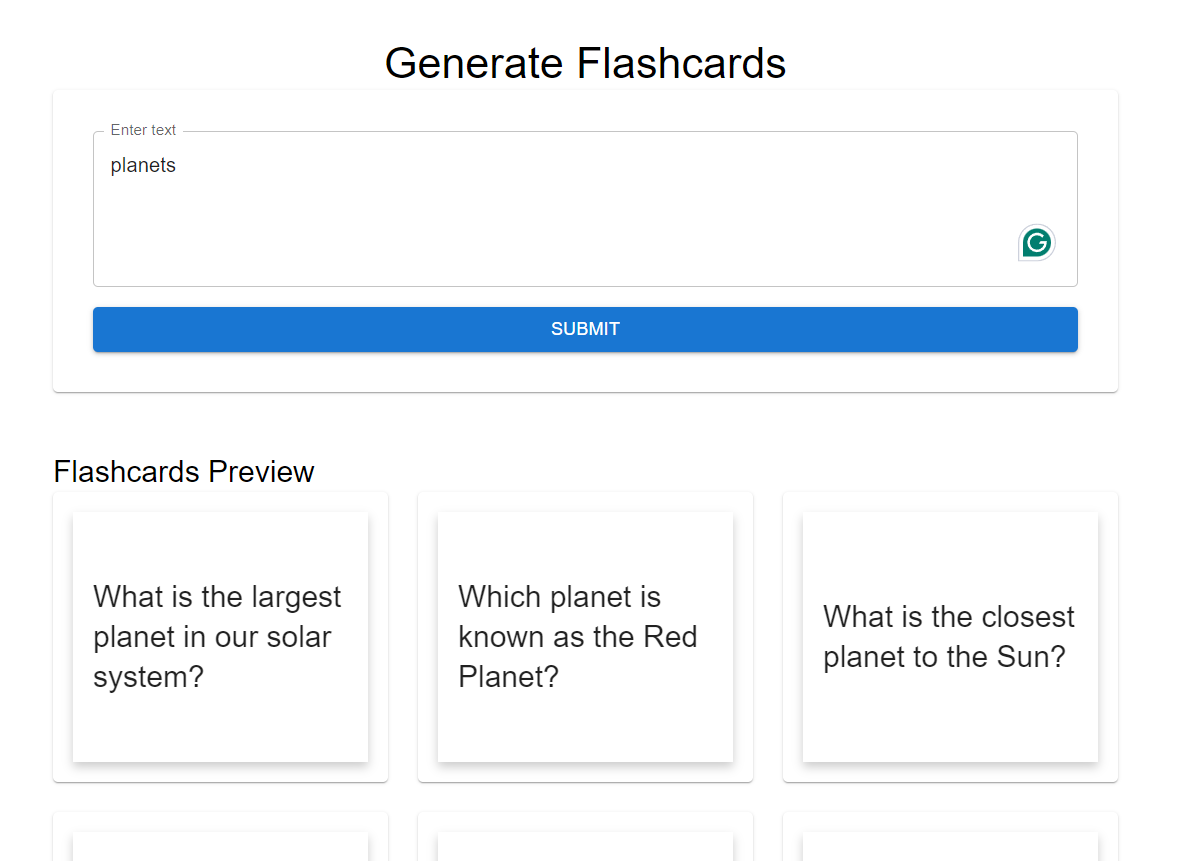 Generate Flashcards
Enter text
planets
G
SUBMIT
Flashcards Preview
What is the largest
planet in our solar
system?
Which planet is
known as the Red
Planet?
What is the closest
planet to the Sun?